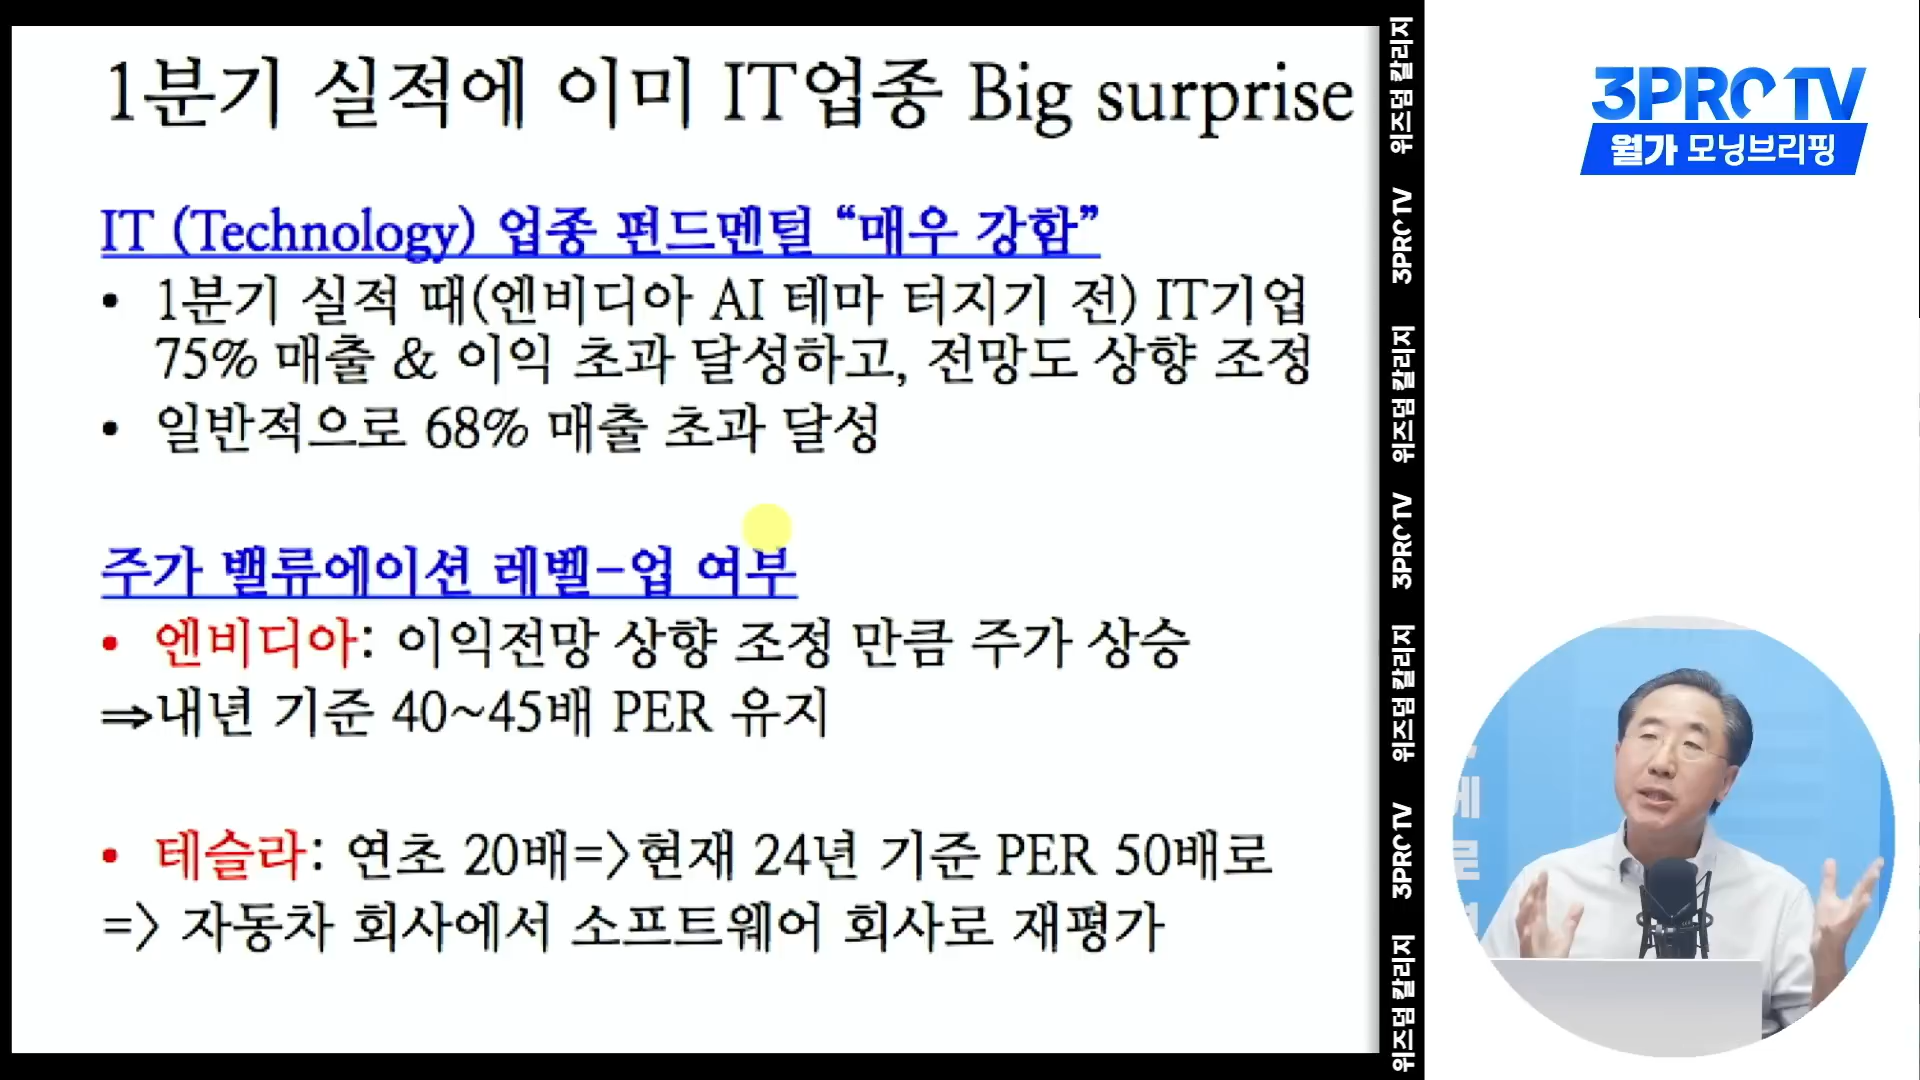 1분기 실적에 이미 IT업종 Big surprise
IT (Technology) 업종 펀드멘털 “매우 강함”
• 1분기 실적 때(엔비디아 AI 테마 터지기 전) IT기업
75% 매출 & 이익 초과 달성하고, 전망도 상향 조정
• 일반적으로 68% 매출 초과 달성
주가 밸류에이션 레벨-업 여부
• 엔비디아: 이익전망 상향 조정 만큼 주가 상승
⇒내년 기준 40~45배 PER 유지
• 테슬라: 연초 20배=>현재 24년 기준 PER 50배로
=> 자동차 회사에서 소프트웨어 회사로 재평가
위즈덤 칼리지
3PROTV
위즈덤 칼리지
3PROTV
위즈덤 칼리지
3PROTV
위즈덤 칼리지
3PROTV
월가 모닝브리핑